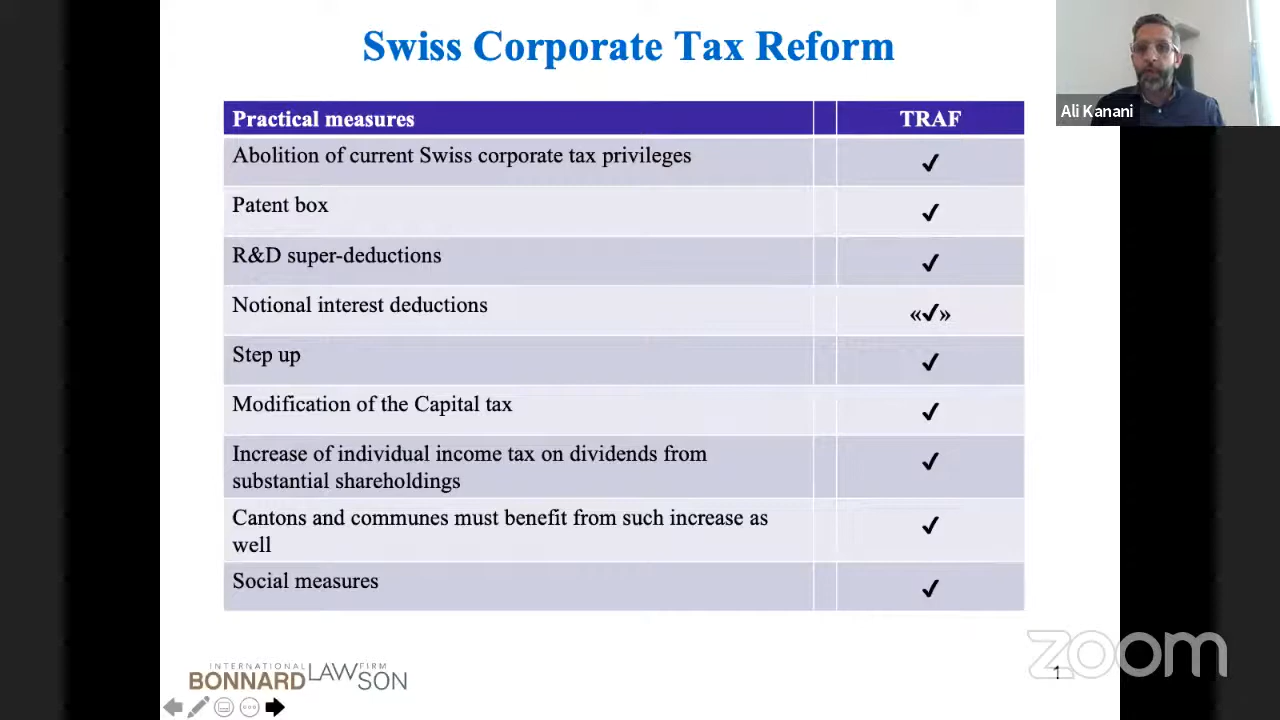 Swiss Corporate Tax Reform
Ali Kanani
Practical measures TRAF
Abolition of current Swiss corporate tax privileges ✓
Patent box ✓
R&D super-deductions ✓
Notional interest deductions «✓»
Step up ✓
Modification of the Capital tax ✓
Increase of individual income tax on dividends from
substantial shareholdings ✓
Cantons and communes must benefit from such increase as
well ✓
Social measures ✓
INTERNATIONAL LAW FIRM
BONNARD LAWSON
zoom
1